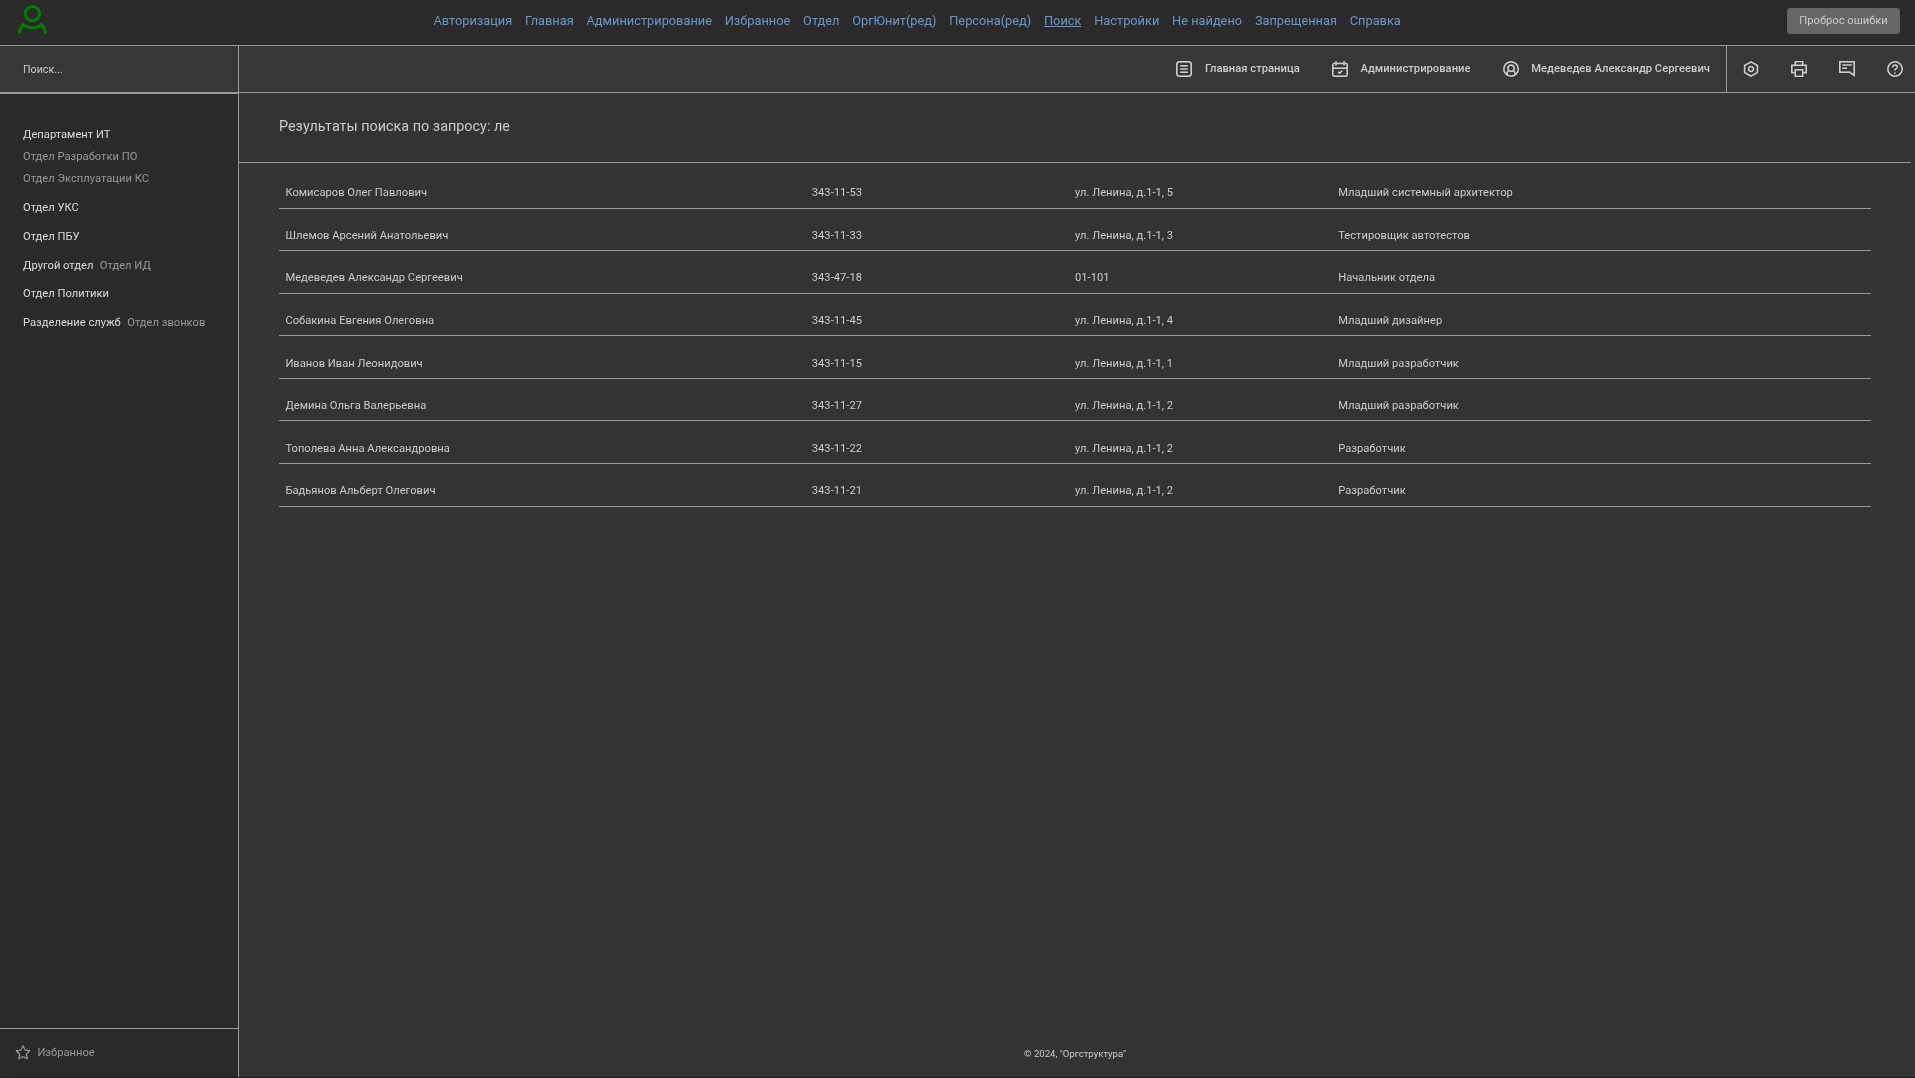 Авторизация Главная Администрирование Избранное Отдел ОргЮнит(ред) Персона(ред) Поиск Настройки Не найдено Запрещенная Справка Проброс ошибки
Поиск...
Главная страница Администрирование Медеведев Александр Сергеевич
Департамент ИТ
Отдел Разработки ПО
Отдел Эксплуатации КС
Отдел УКС
Отдел ПБУ
Другой отдел Отдел ИД
Отдел Политики
Разделение служб Отдел звонков
Избранное
Результаты поиска по запросу: ле
Комисаров Олег Павлович 343-11-53 ул. Ленина, д.1-1, 5 Младший системный архитектор
Шлемов Арсений Анатольевич 343-11-33 ул. Ленина, д.1-1, 3 Тестировщик автотестов
Медеведев Александр Сергеевич 343-47-18 01-101 Начальник отдела
Собакина Евгения Олеговна 343-11-45 ул. Ленина, д.1-1, 4 Младший дизайнер
Иванов Иван Леонидович 343-11-15 ул. Ленина, д.1-1, 1 Младший разработчик
Демина Ольга Валерьевна 343-11-27 ул. Ленина, д.1-1, 2 Младший разработчик
Тополева Анна Александровна 343-11-22 ул. Ленина, д.1-1, 2 Разработчик
Бадьянов Альберт Олегович 343-11-21 ул. Ленина, д.1-1, 2 Разработчик
© 2024, "Оргструктура"